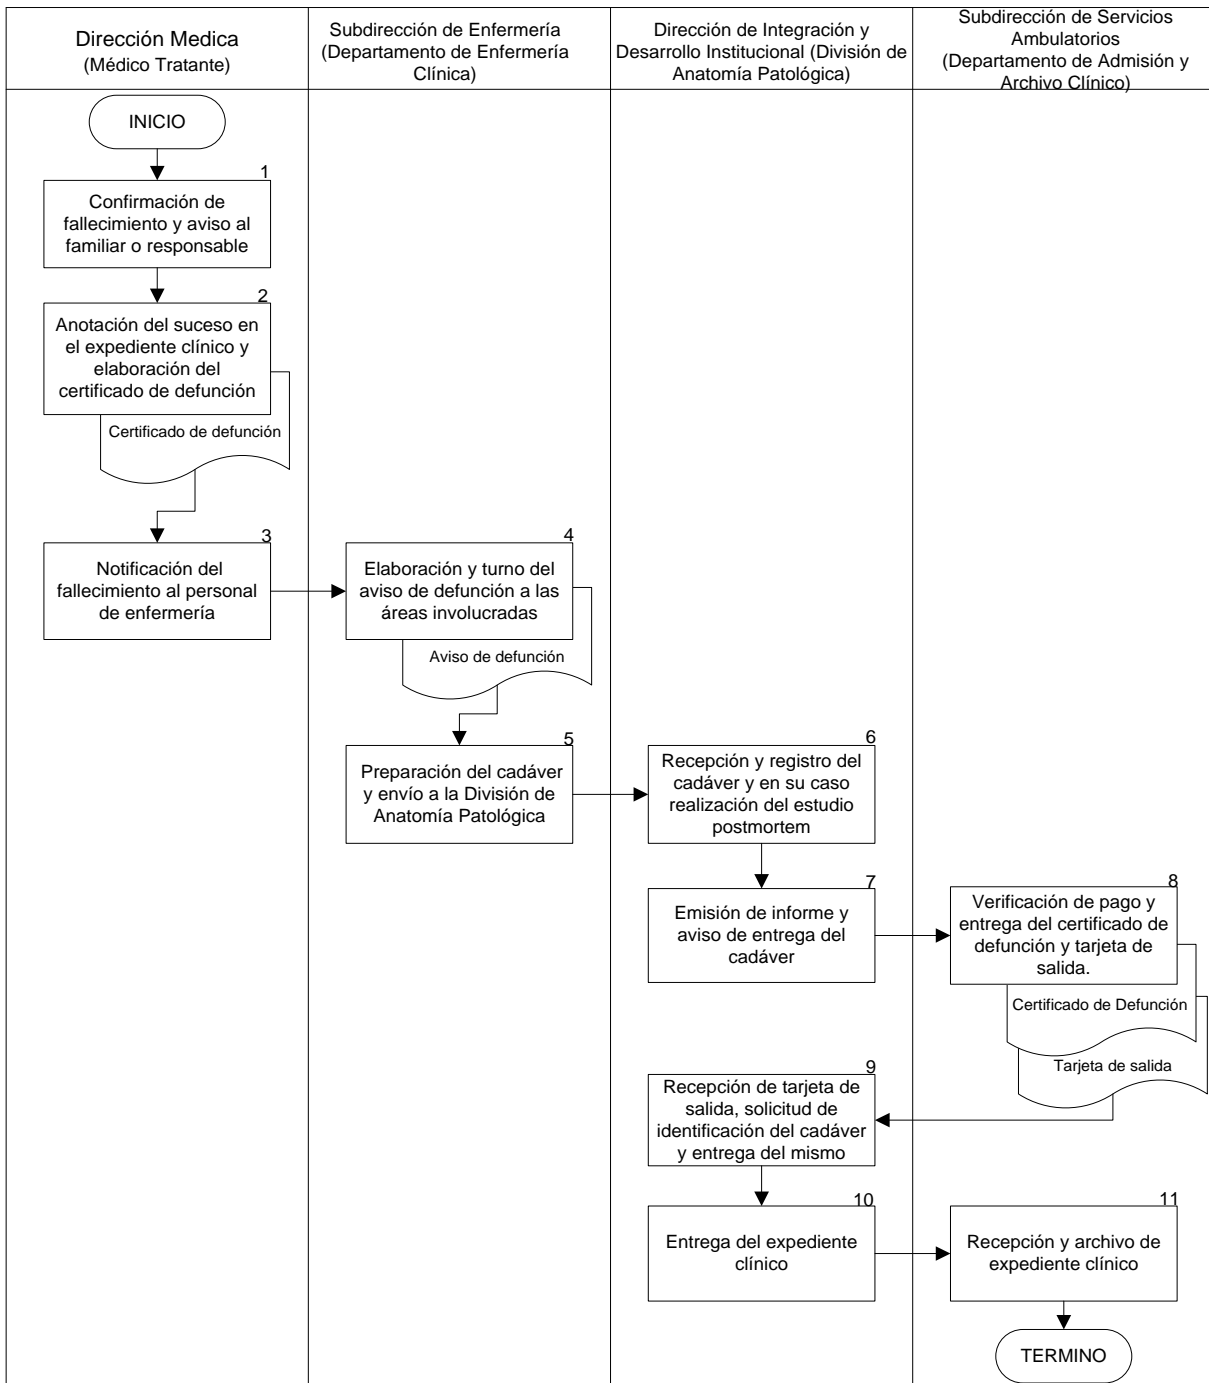 Dirección Medica
(Médico Tratante)
Subdirección de Enfermería
(Departamento de Enfermería
Clínica)
Dirección de Integración y
Desarrollo Institucional (División de
Anatomía Patológica)
Subdirección de Servicios
Ambulatorios
(Departamento de Admisión y
Archivo Clínico)
INICIO
1
Confirmación de
fallecimiento y aviso al
familiar o responsable
2
Anotación del suceso en
el expediente clínico y
elaboración del
certificado de defunción
Certificado de defunción
3
Notificación del
fallecimiento al personal
de enfermería
4
Elaboración y turno del
aviso de defunción a las
áreas involucradas
Aviso de defunción
5
Preparación del cadáver
y envío a la División de
Anatomía Patológica
6
Recepción y registro del
cadáver y en su caso
realización del estudio
postmortem
7
Emisión de informe y
aviso de entrega del
cadáver
8
Verificación de pago y
entrega del certificado de
defunción y tarjeta de
salida.
Certificado de Defunción
Tarjeta de salida
9
Recepción de tarjeta de
salida, solicitud de
identificación del cadáver
y entrega del mismo
10
Entrega del expediente
clínico
11
Recepción y archivo de
expediente clínico
TERMINO